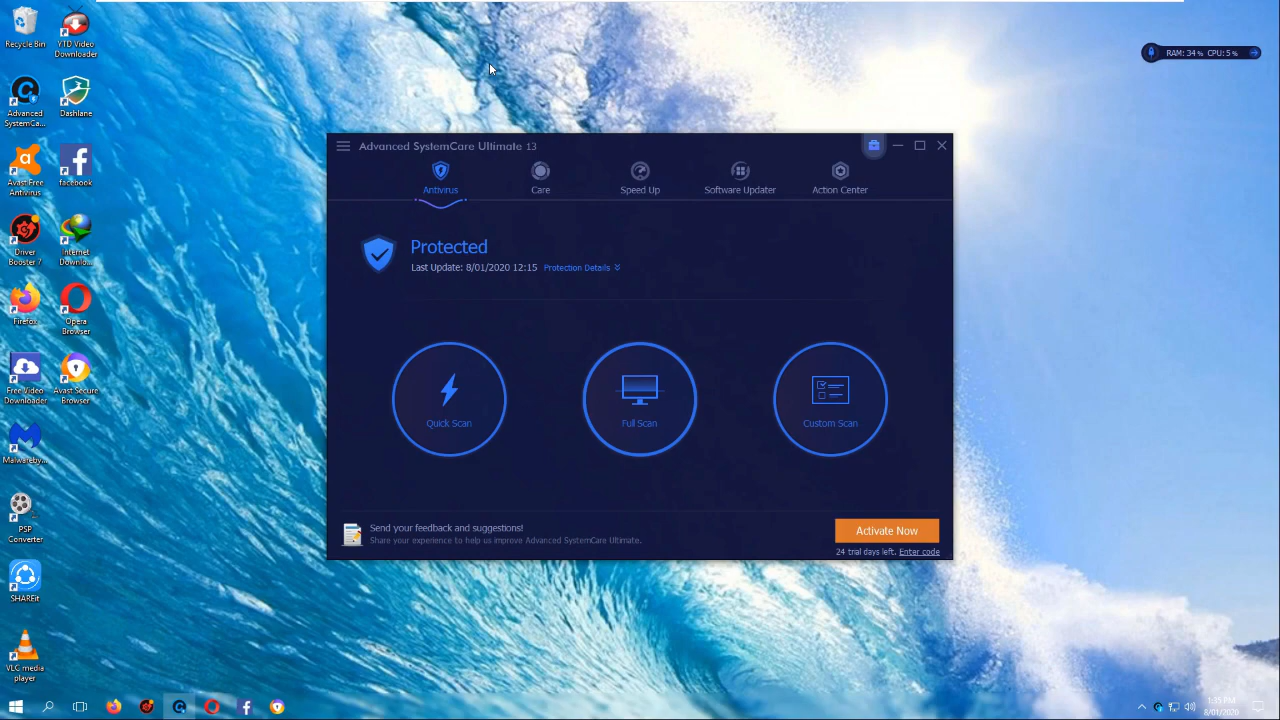 Recycle Bin
YTD Video
Downloader
Advanced
SystemCa...
Dashlane
Avast Free
Antivirus
facebook
Driver
Booster 7
Internet
Downlo...
Firefox
Opera
Browser
Free Video
Downloader
Avast Secure
Browser
Malwareby...
PSP
Converter
SHAREit
VLC media
player
RAM: 34% CPU: 5%
Advanced SystemCare Ultimate 13
Antivirus
Care
Speed Up
Software Updater
Action Center
Protected
Last Update: 8/01/2020 12:15 Protection Details
Quick Scan
Full Scan
Custom Scan
Send your feedback and suggestions!
Share your experience to help us improve Advanced SystemCare Ultimate.
Activate Now
24 trial days left. Enter code
1:35 PM
8/01/2020